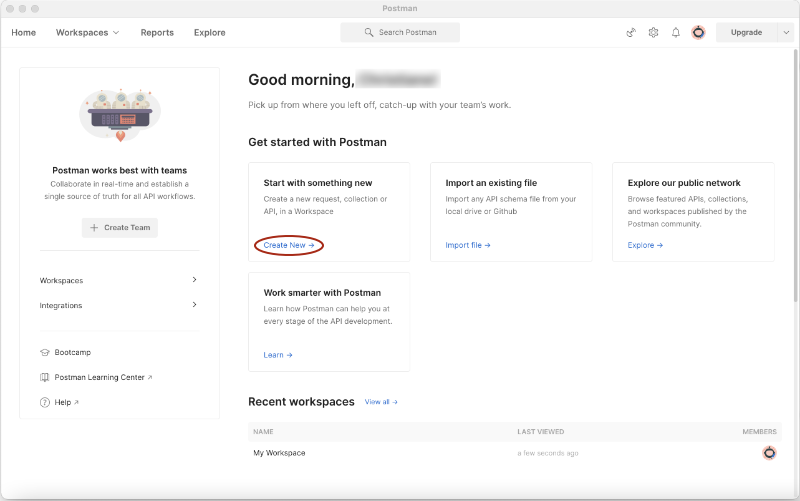 Postman
Home Workspaces Reports Explore Search Postman Upgrade
Good morning,
Pick up from where you left off, catch-up with your team's work.
Postman works best with teams
Collaborate in real-time and establish a
single source of truth for all API workflows.
Create Team
Workspaces
Integrations
Bootcamp
Postman Learning Center
Help
Get started with Postman
Start with something new
Create a new request, collection or
API, in a Workspace
Create New →
Import an existing file
Import any API schema file from your
local drive or Github
Import file →
Explore our public network
Browse featured APIs, collections,
and workspaces published by the
Postman community.
Explore →
Work smarter with Postman
Learn how Postman can help you at
every stage of the API development.
Learn →
Recent workspaces View all →
NAME LAST VIEWED MEMBERS
My Workspace a few seconds ago